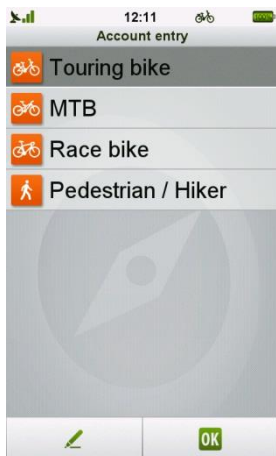 12:11
Account entry
Touring bike
MTB
Race bike
Pedestrian / Hiker
OK